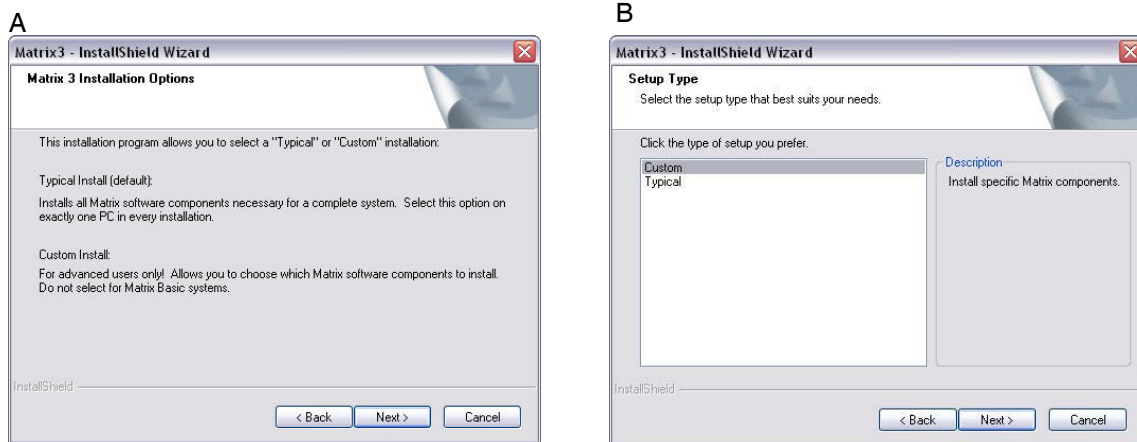 A
Matrix3 - InstallShield Wizard
Matrix 3 Installation Options
This installation program allows you to select a "Typical" or "Custom" installation:
Typical Install (default):
Installs all Matrix software components necessary for a complete system. Select this option on
exactly one PC in every installation.
Custom Install:
For advanced users only! Allows you to choose which Matrix software components to install.
Do not select for Matrix Basic systems.
InstallShield
< Back
Next >
Cancel
B
Matrix3 - InstallShield Wizard
Setup Type
Select the setup type that best suits your needs.
Click the type of setup you prefer.
Custom
Typical
Description
Install specific Matrix components.
InstallShield
< Back
Next >
Cancel